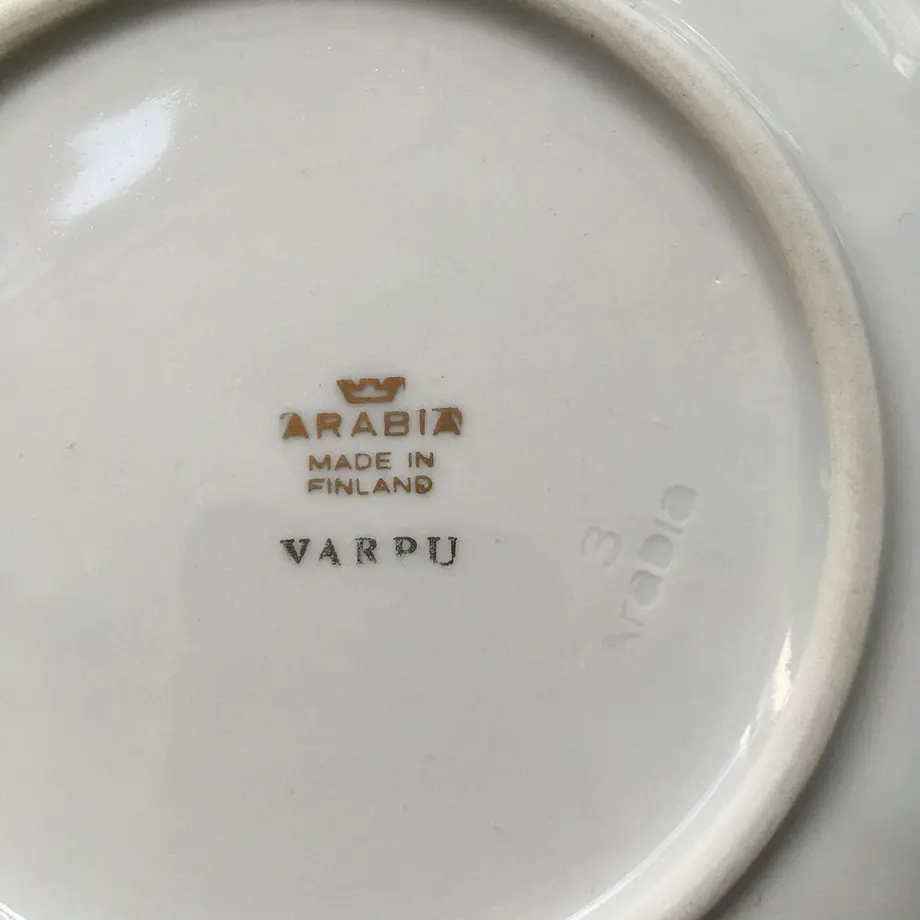 ARABIA
MADE IN
FINLAND
VARPU
3
Arabia